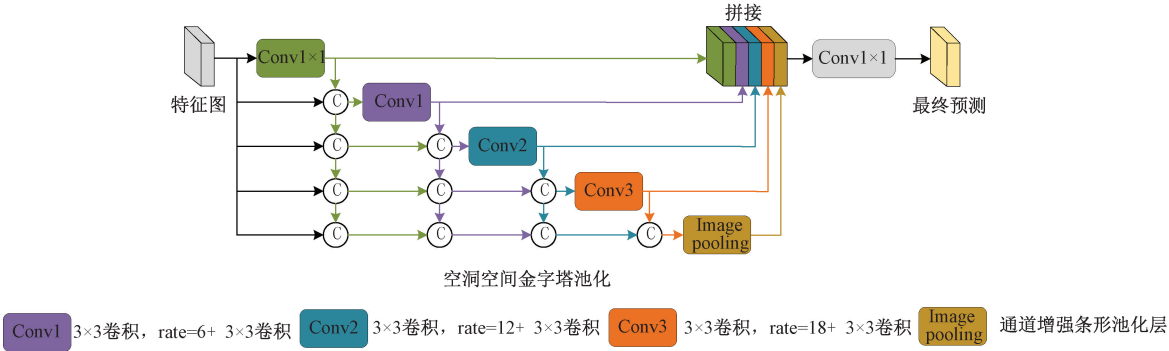 拼接
Conv1×1
Conv1×1
特征图
C
Conv1
最终预测
C
C
Conv2
C
C
C
Conv3
C
C
C
C
Image
pooling
空洞空间金字塔池化
Conv1 3×3卷积，rate=6+ 3×3卷积
Conv2 3×3卷积，rate=12+ 3×3卷积
Conv3 3×3卷积，rate=18+ 3×3卷积
Image
pooling
通道增强条形池化层